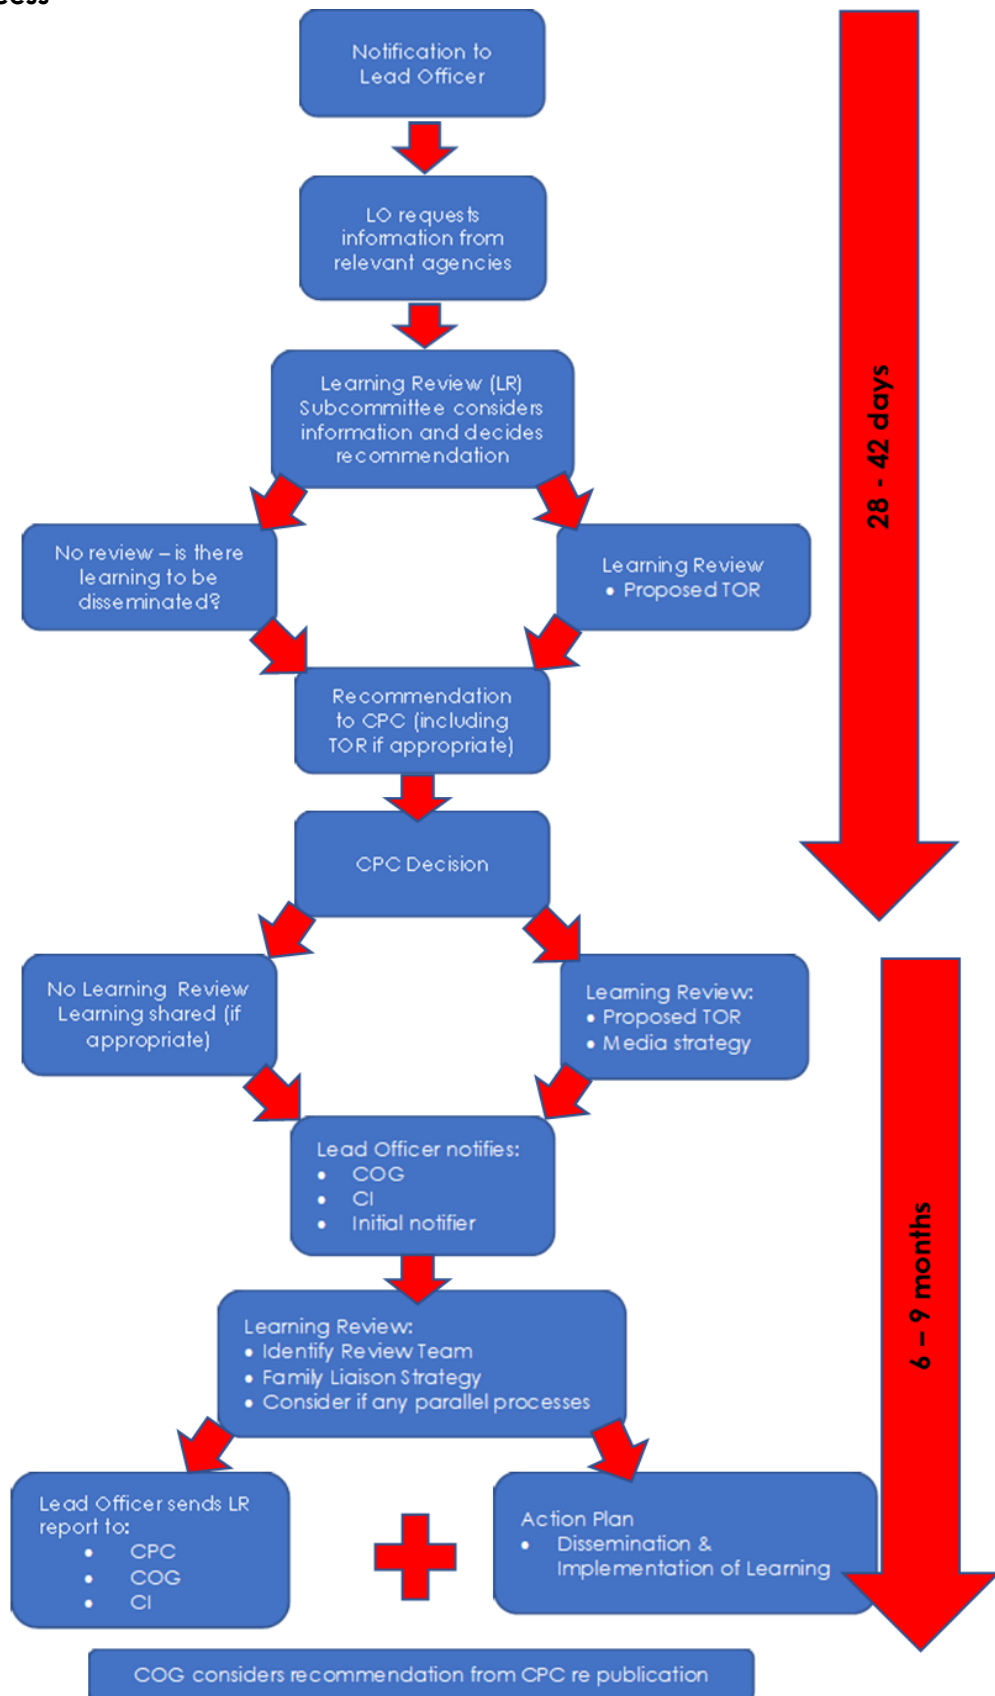 Notification to
Lead Officer
LO requests
information from
relevant agencies
Learning Review (LR)
Subcommittee considers
information and decides
recommendation
No review – is there
learning to be
disseminated?
Learning Review
• Proposed TOR
Recommendation
to CPC (including
TOR if appropriate)
CPC Decision
28 - 42 days
No Learning Review
Learning shared (if
appropriate)
Learning Review:
• Proposed TOR
• Media strategy
Lead Officer notifies:
• COG
• CI
• Initial notifier
Learning Review:
• Identify Review Team
• Family Liaison Strategy
• Consider if any parallel processes
6 – 9 months
Lead Officer sends LR
report to:
• CPC
• COG
• CI
Action Plan
• Dissemination &
Implementation of Learning
COG considers recommendation from CPC re publication